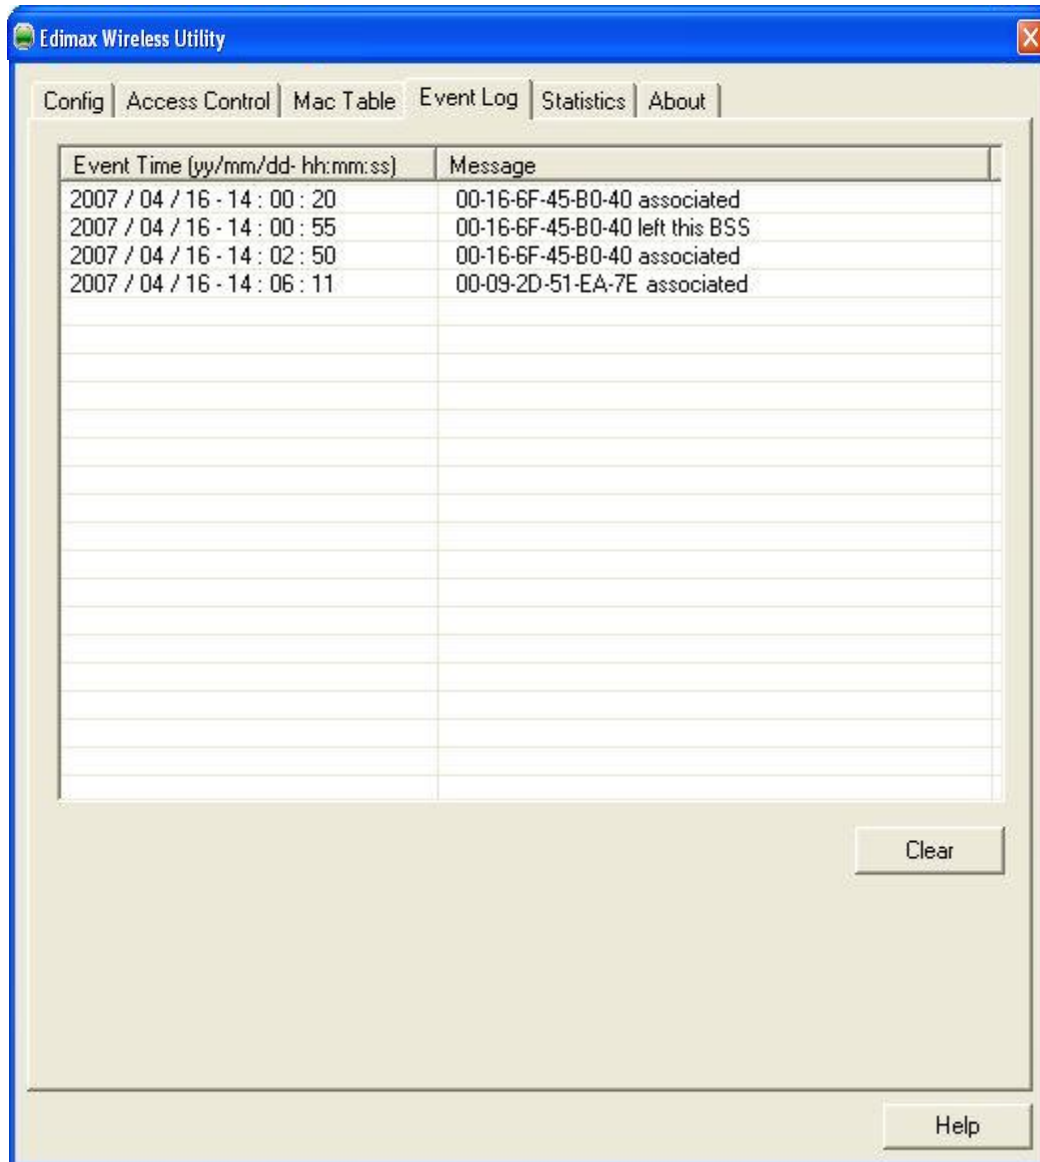 Edimax Wireless Utility
Config Access Control Mac Table Event Log Statistics About
Event Time (yy/mm/dd- hh:mm:ss) Message
2007 / 04 / 16 - 14 : 00 : 20 00-16-6F-45-B0-40 associated
2007 / 04 / 16 - 14 : 00 : 55 00-16-6F-45-B0-40 left this BSS
2007 / 04 / 16 - 14 : 02 : 50 00-16-6F-45-B0-40 associated
2007 / 04 / 16 - 14 : 06 : 11 00-09-2D-51-EA-7E associated
Clear
Help